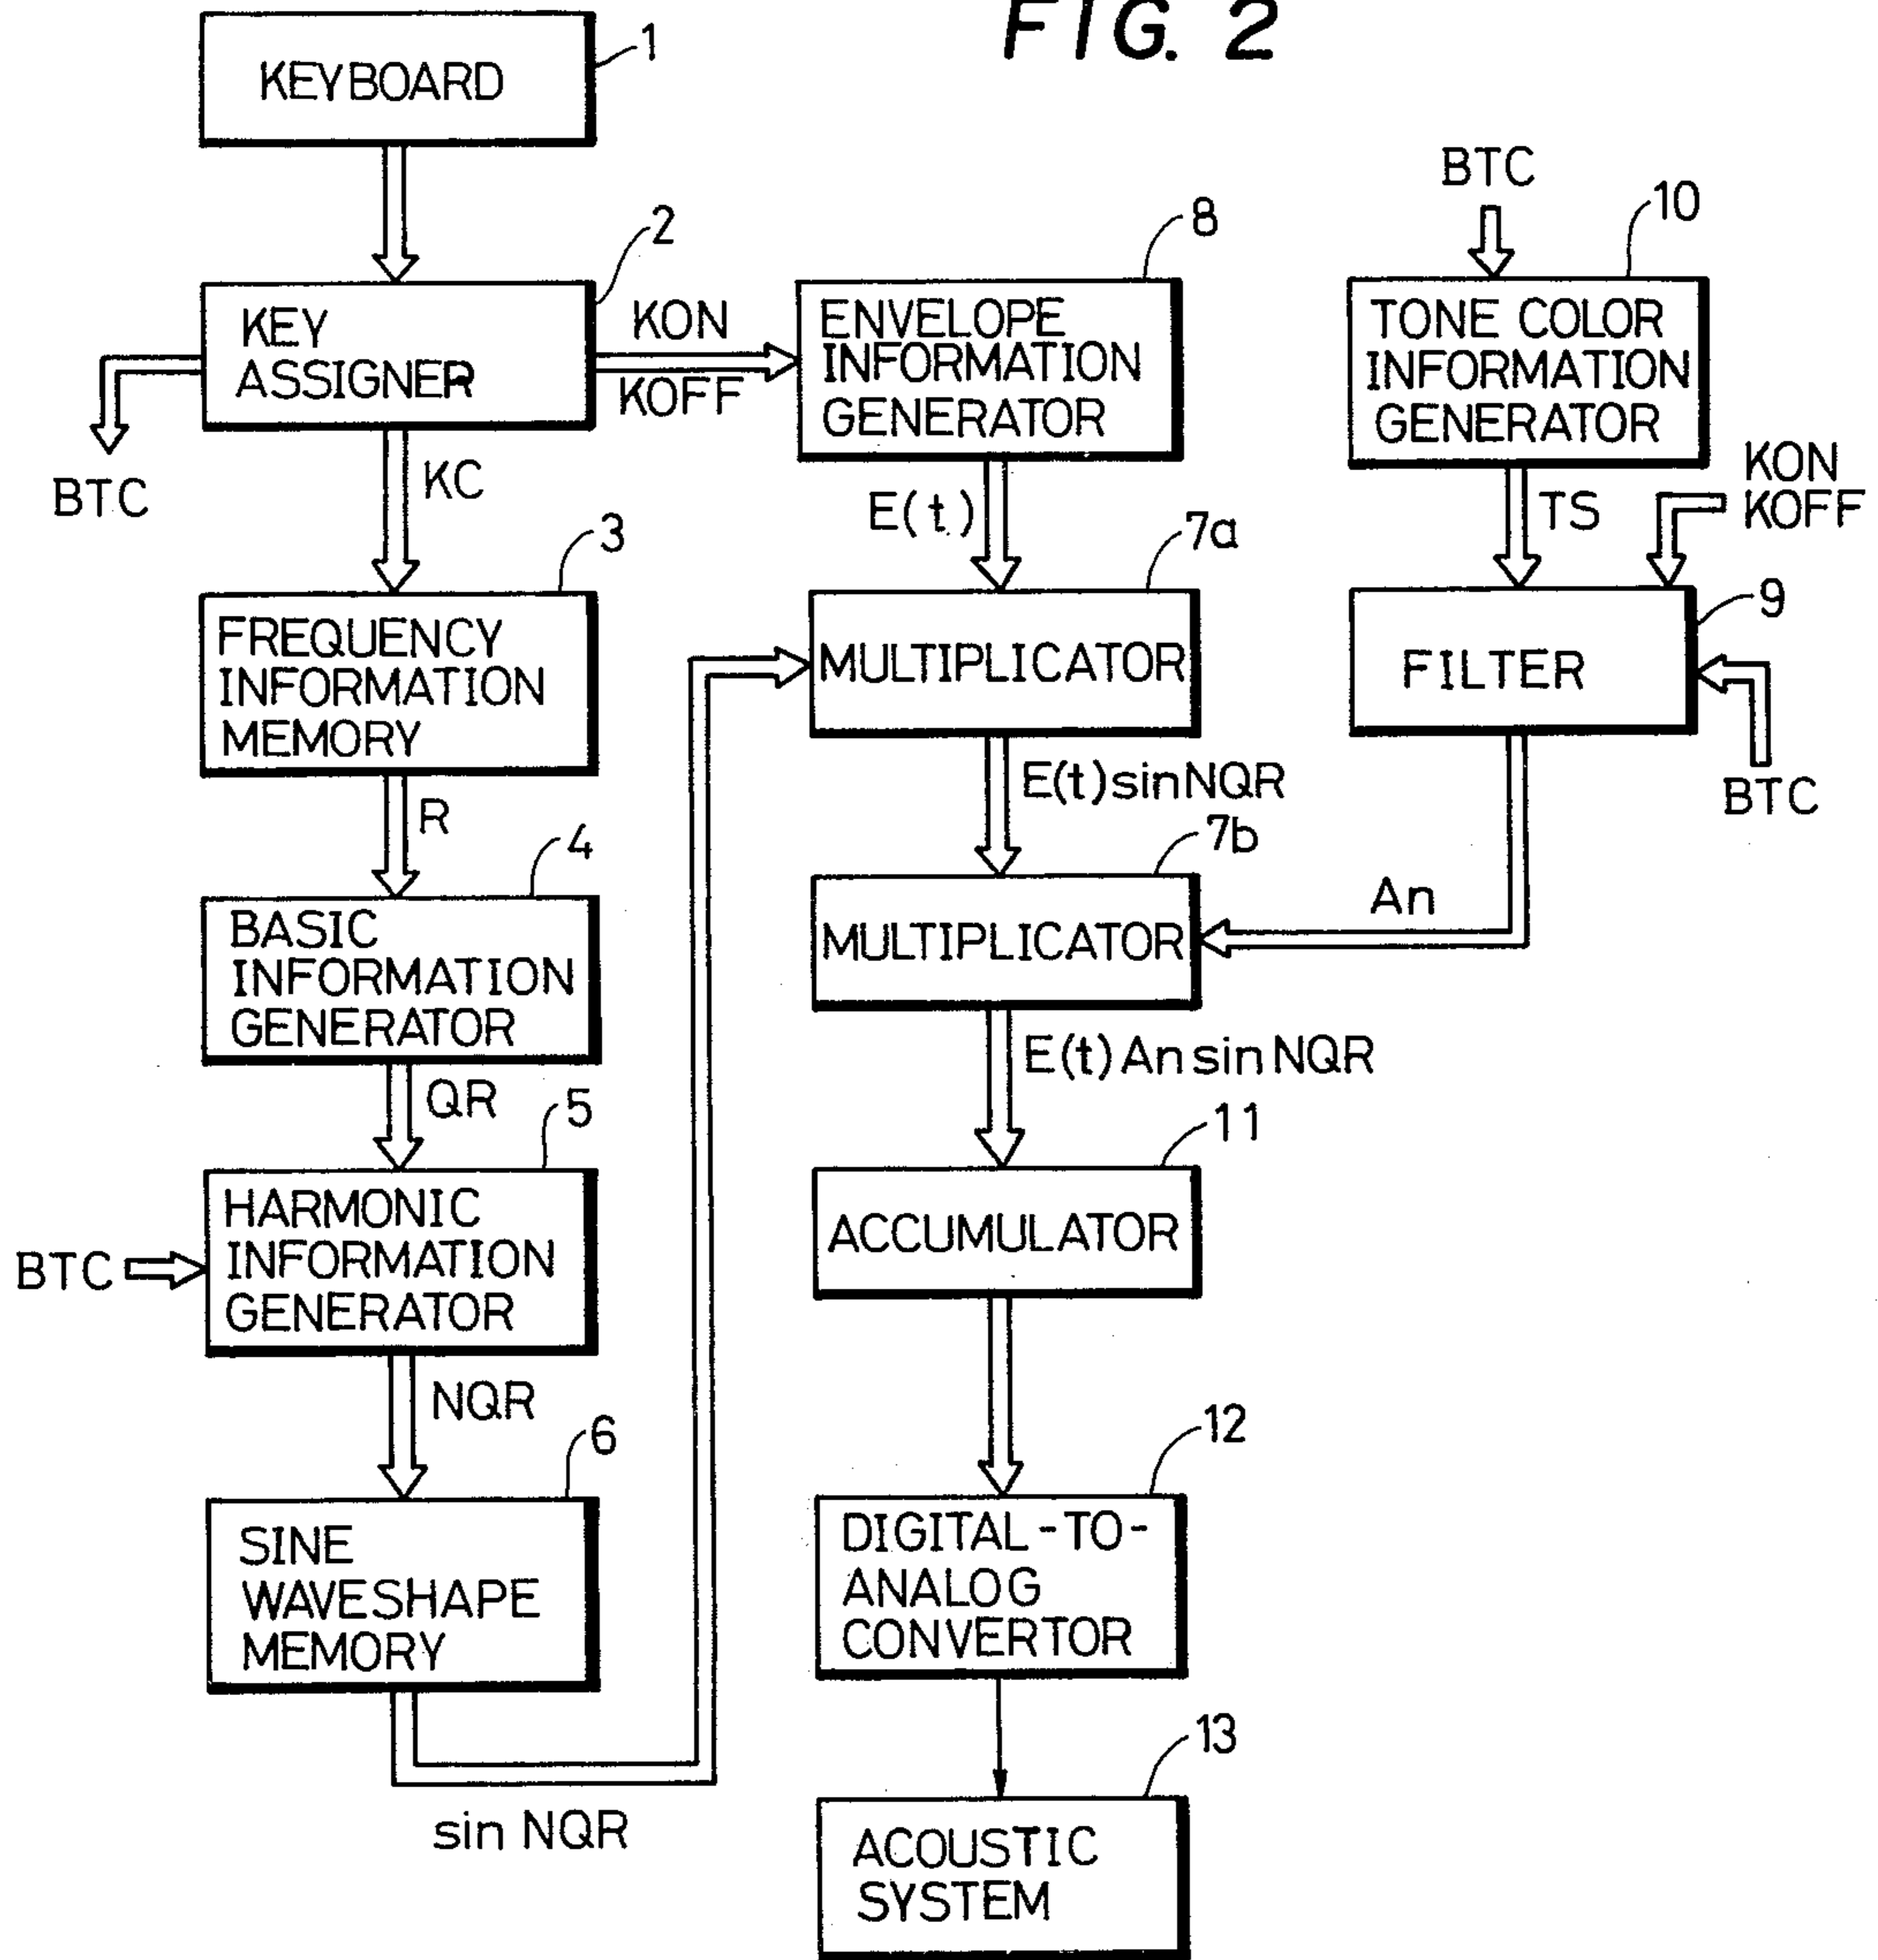 FIG. 2
KEYBOARD
1
KEY
ASSIGNER
2
KON
KOFF
BTC
KC
FREQUENCY
INFORMATION
MEMORY
3
R
BASIC
INFORMATION
GENERATOR
4
QR
BTC
HARMONIC
INFORMATION
GENERATOR
5
NQR
SINE
WAVESHAPE
MEMORY
6
sin NQR
ENVELOPE
INFORMATION
GENERATOR
8
E(t)
MULTIPLICATOR
7a
E(t)sinNQR
MULTIPLICATOR
7b
E(t) An sin NQR
ACCUMULATOR
11
DIGITAL-TO-
ANALOG
CONVERTOR
12
ACOUSTIC
SYSTEM
13
BTC
TONE COLOR
INFORMATION
GENERATOR
10
TS
KON
KOFF
FILTER
9
BTC
An